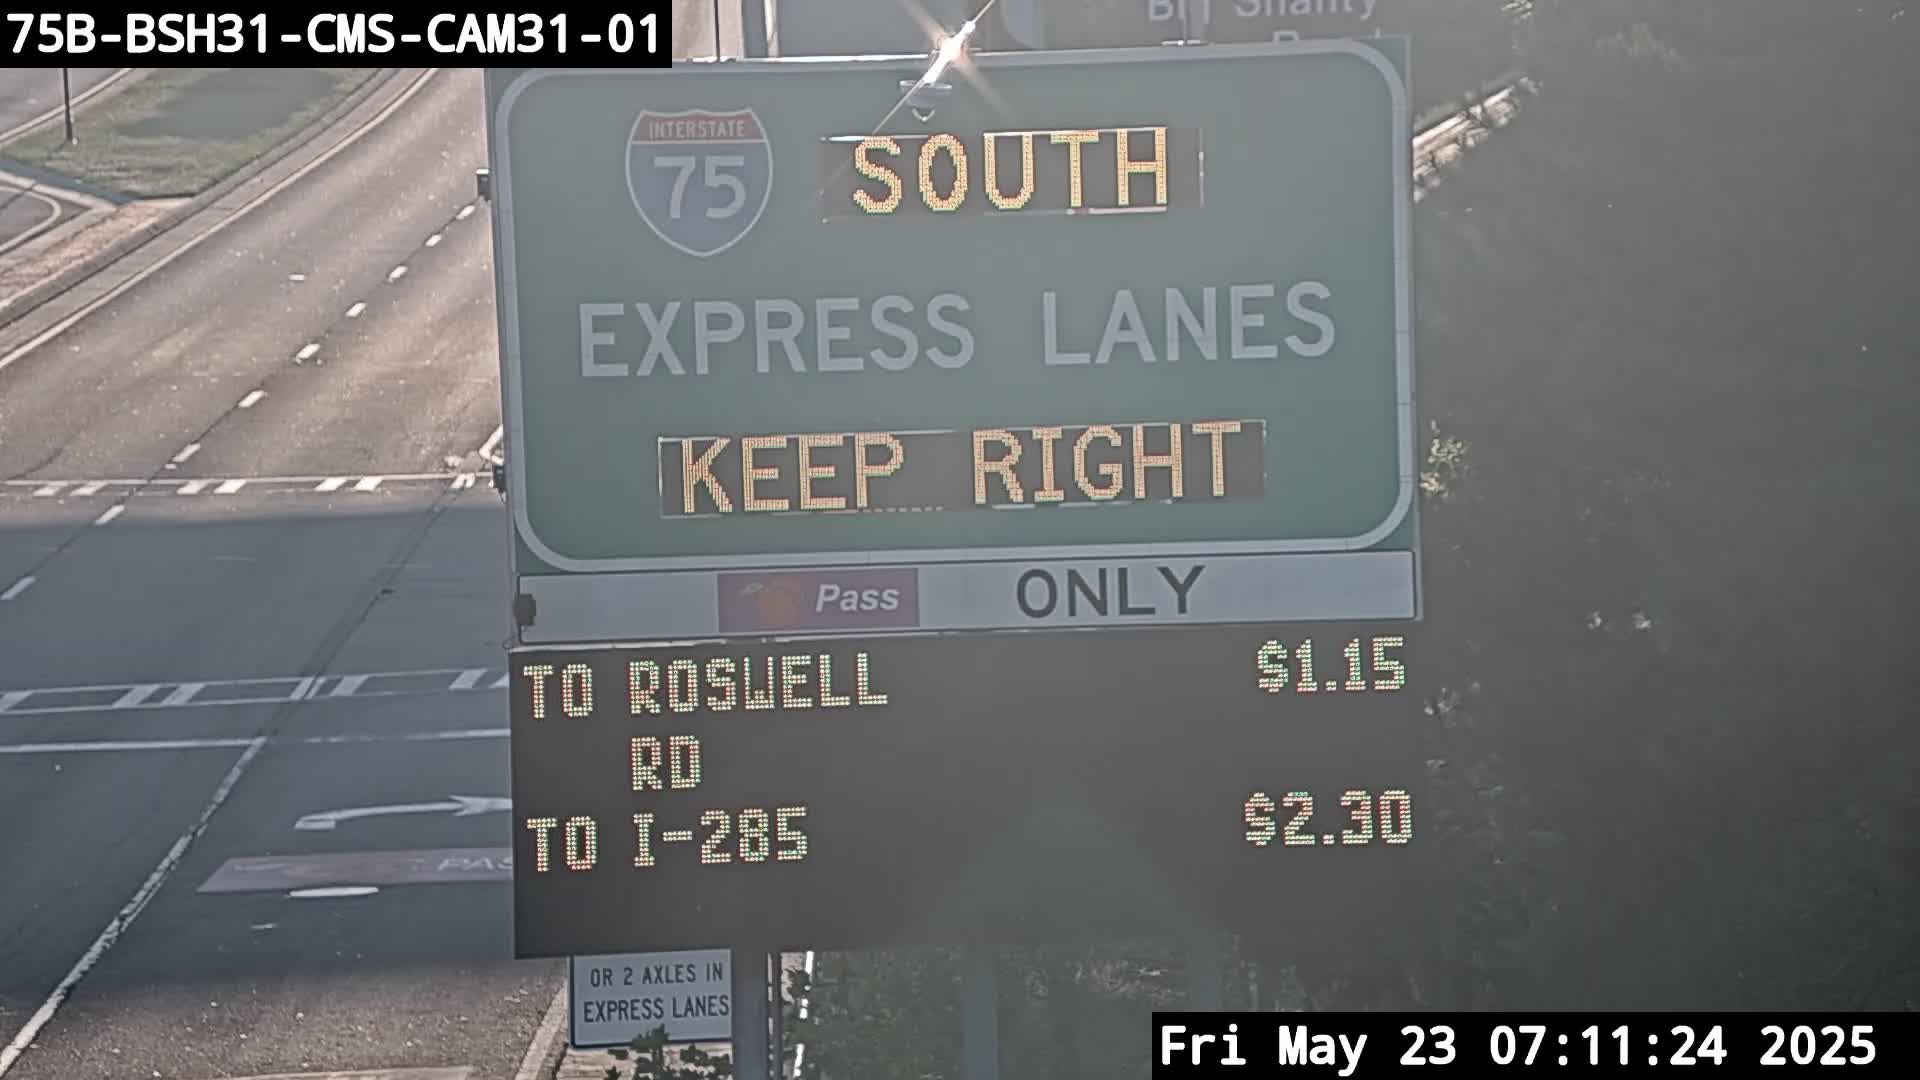 75B-BSH31-CMS-CAM31-01
Shanty
INTERSTATE
75
SOUTH
EXPRESS LANES
KEEP RIGHT
Pass ONLY
TO ROSWELL $1.15
RD
TO I-285 $2.30
OR 2 AXLES IN
EXPRESS LANES
Fri May 23 07:11:24 2025